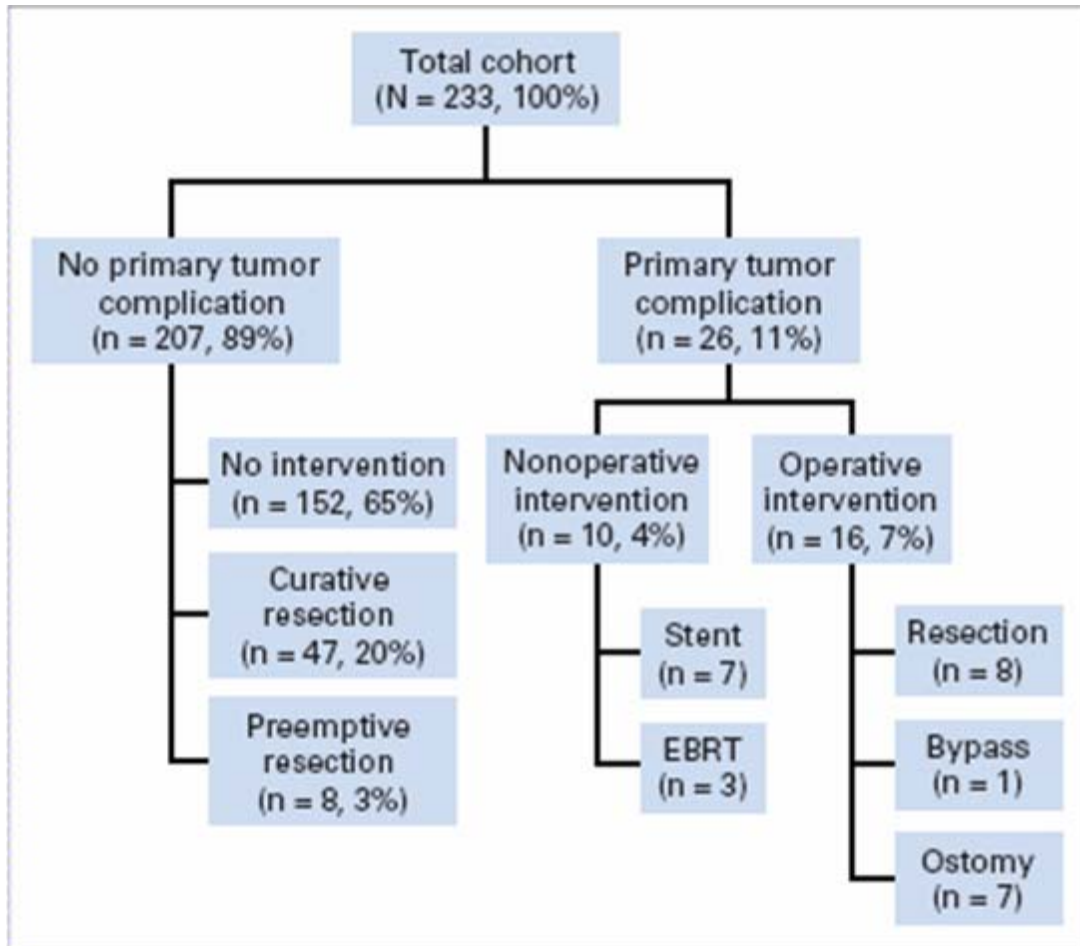 Total cohort
(N = 233, 100%)
No primary tumor
complication
(n = 207, 89%)
Primary tumor
complication
(n = 26, 11%)
No intervention
(n = 152, 65%)
Curative
resection
(n = 47, 20%)
Preemptive
resection
(n = 8, 3%)
Nonoperative
intervention
(n = 10, 4%)
Operative
intervention
(n = 16, 7%)
Stent
(n = 7)
EBRT
(n = 3)
Resection
(n = 8)
Bypass
(n = 1)
Ostomy
(n = 7)